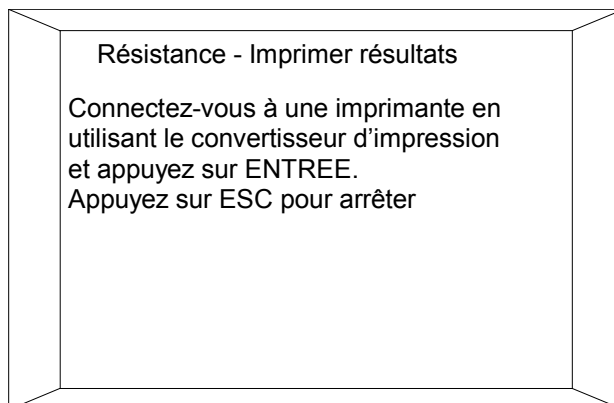 Résistance - Imprimer résultats
Connectez-vous à une imprimante en
utilisant le convertisseur d’impression
et appuyez sur ENTREE.
Appuyez sur ESC pour arrêter